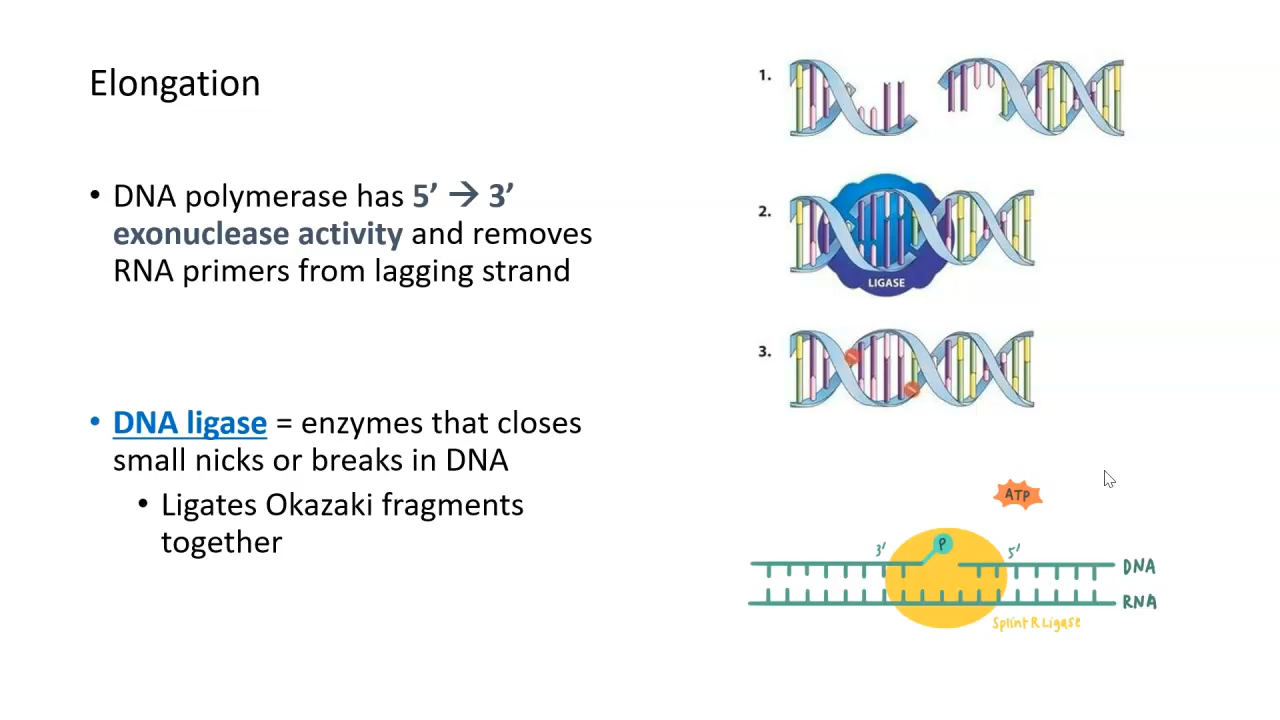 Elongation
• DNA polymerase has 5’ → 3’
exonuclease activity and removes
RNA primers from lagging strand
• DNA ligase = enzymes that closes
small nicks or breaks in DNA
• Ligates Okazaki fragments
together
1.
2.
LIGASE
3.
ATP
3' P 5'
DNA
RNA
Splint R Ligase